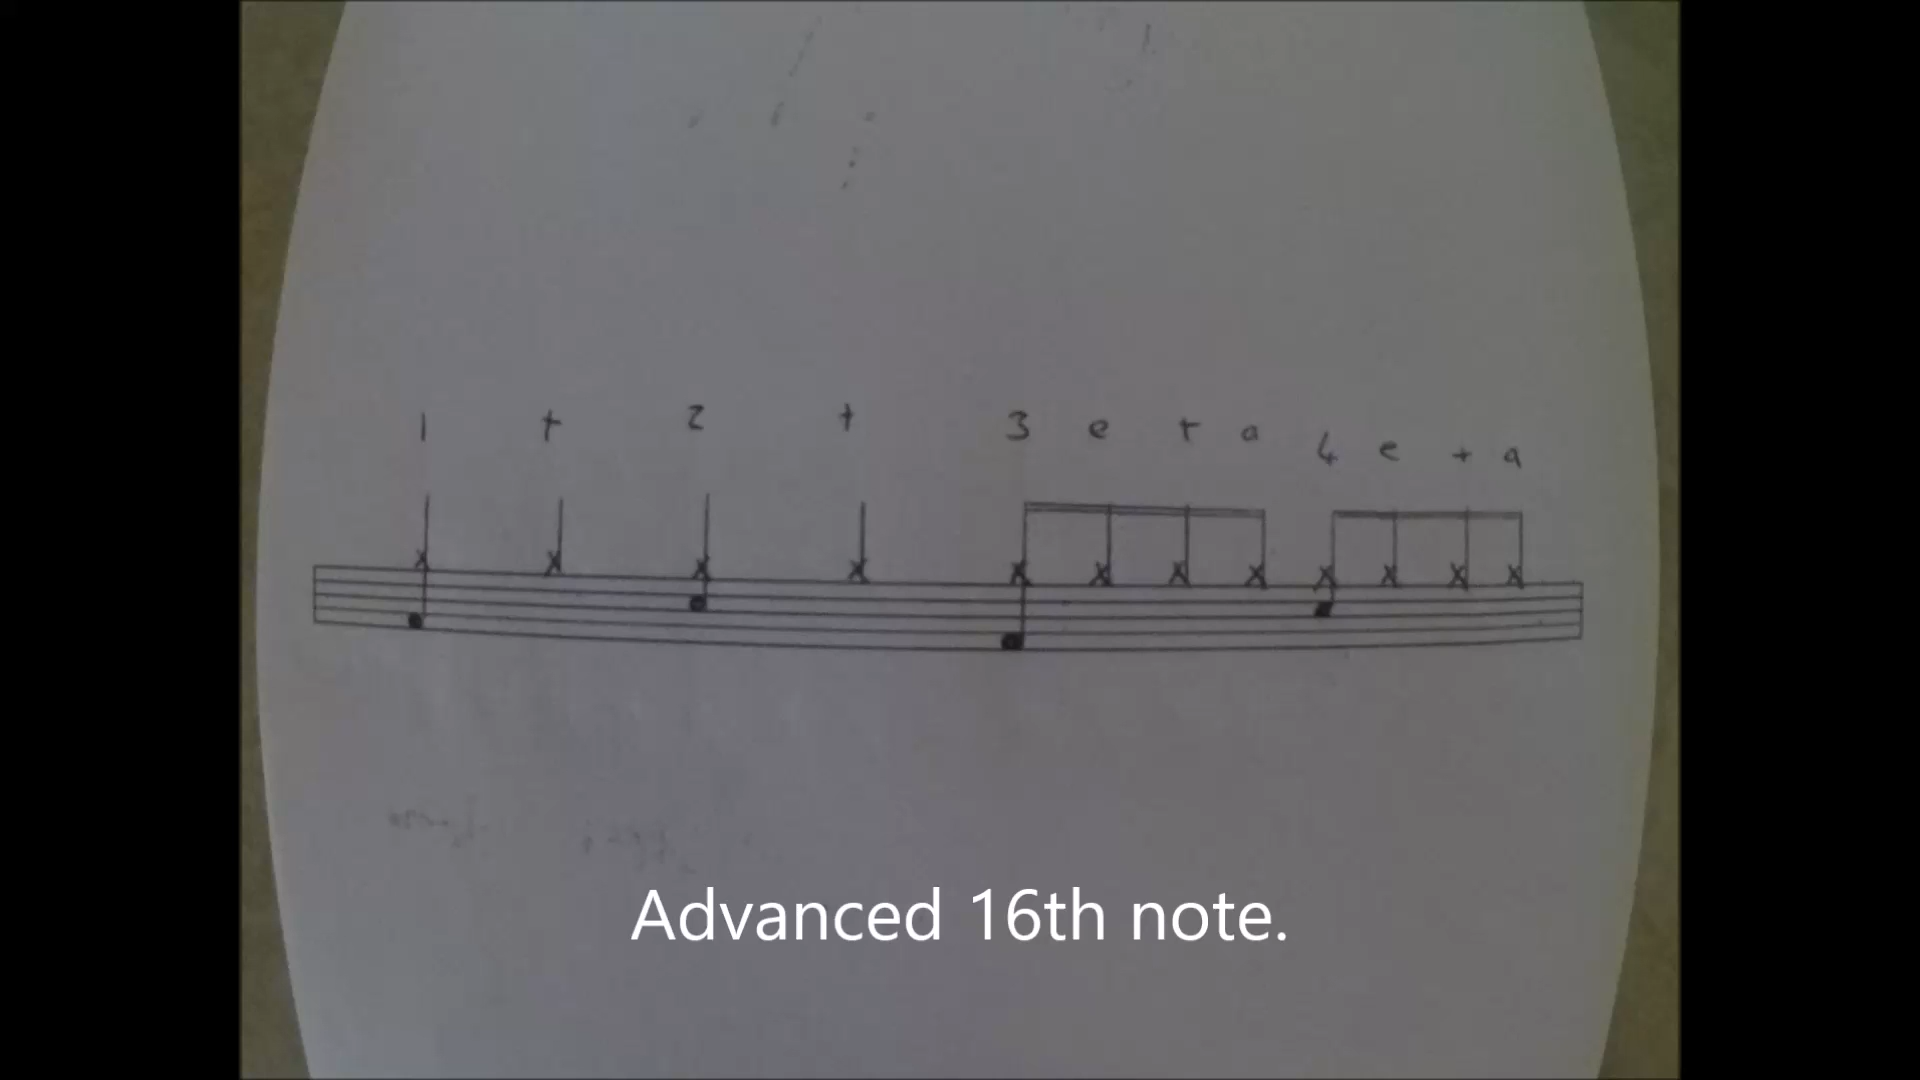 1 + 2 + 3 e + a 4 e + a
Advanced 16th note.